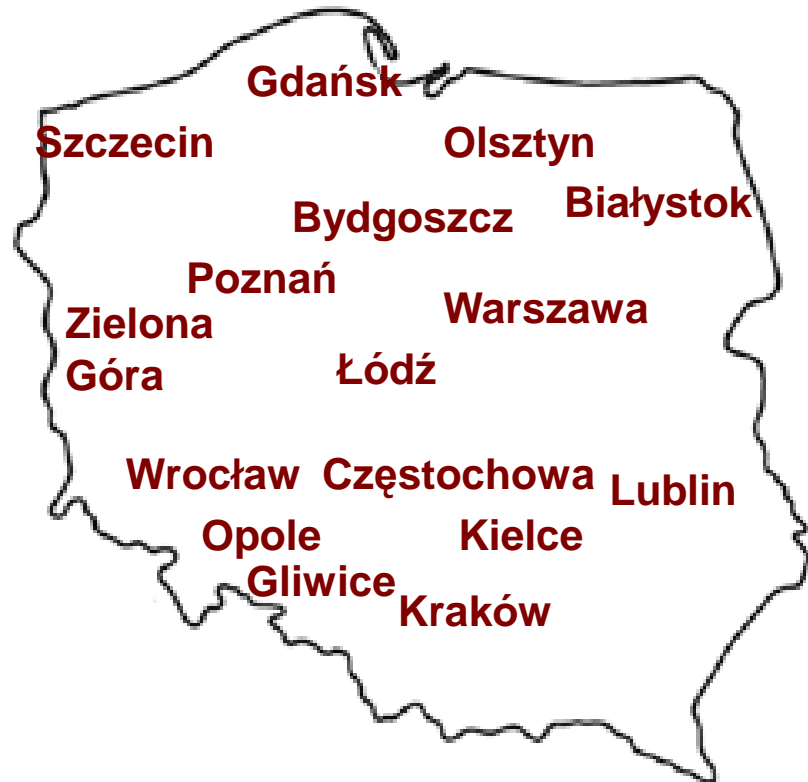 Gdańsk
Szczecin
Olsztyn
Białystok
Bydgoszcz
Poznań
Warszawa
Zielona
Góra
Łódź
Wrocław
Częstochowa
Lublin
Opole
Kielce
Gliwice
Kraków